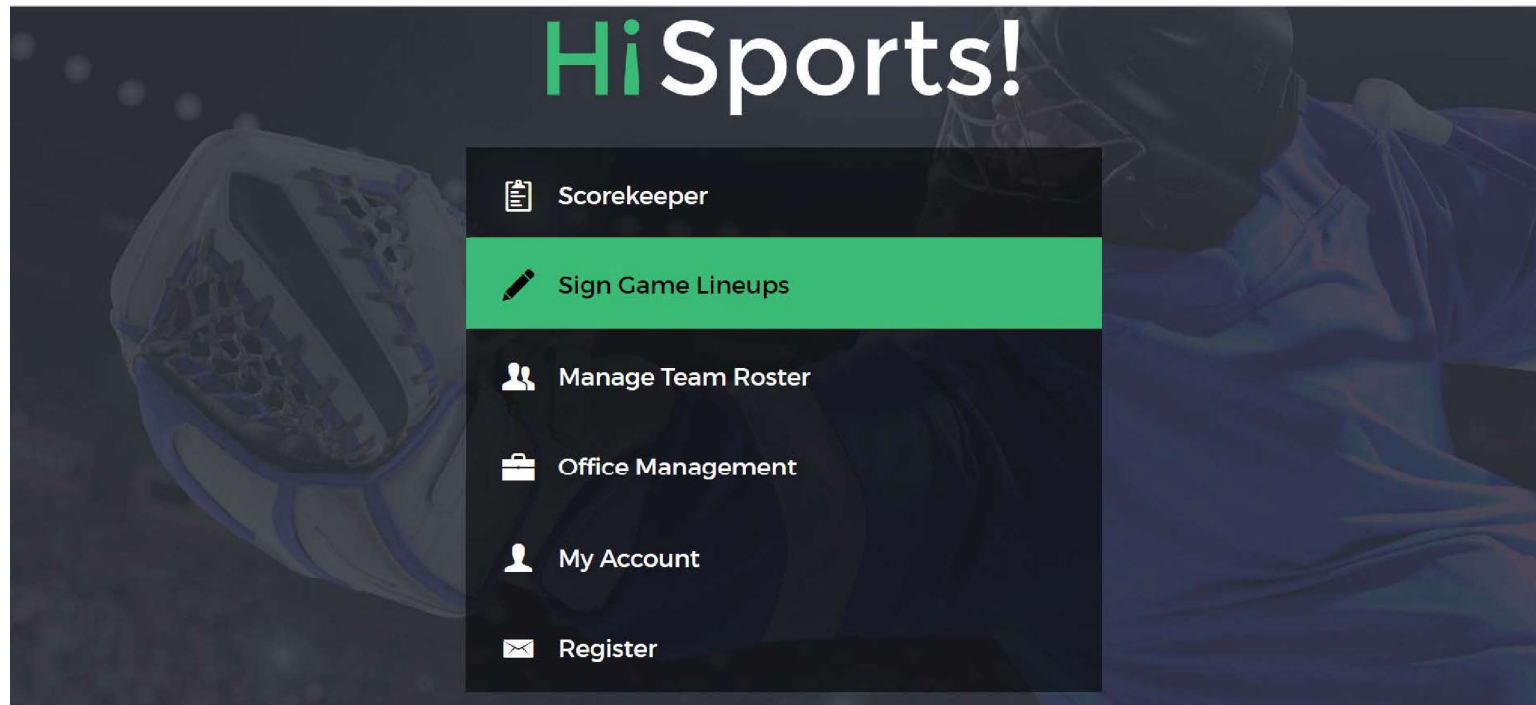 HiSports!
Scorekeeper
Sign Game Lineups
Manage Team Roster
Office Management
My Account
Register